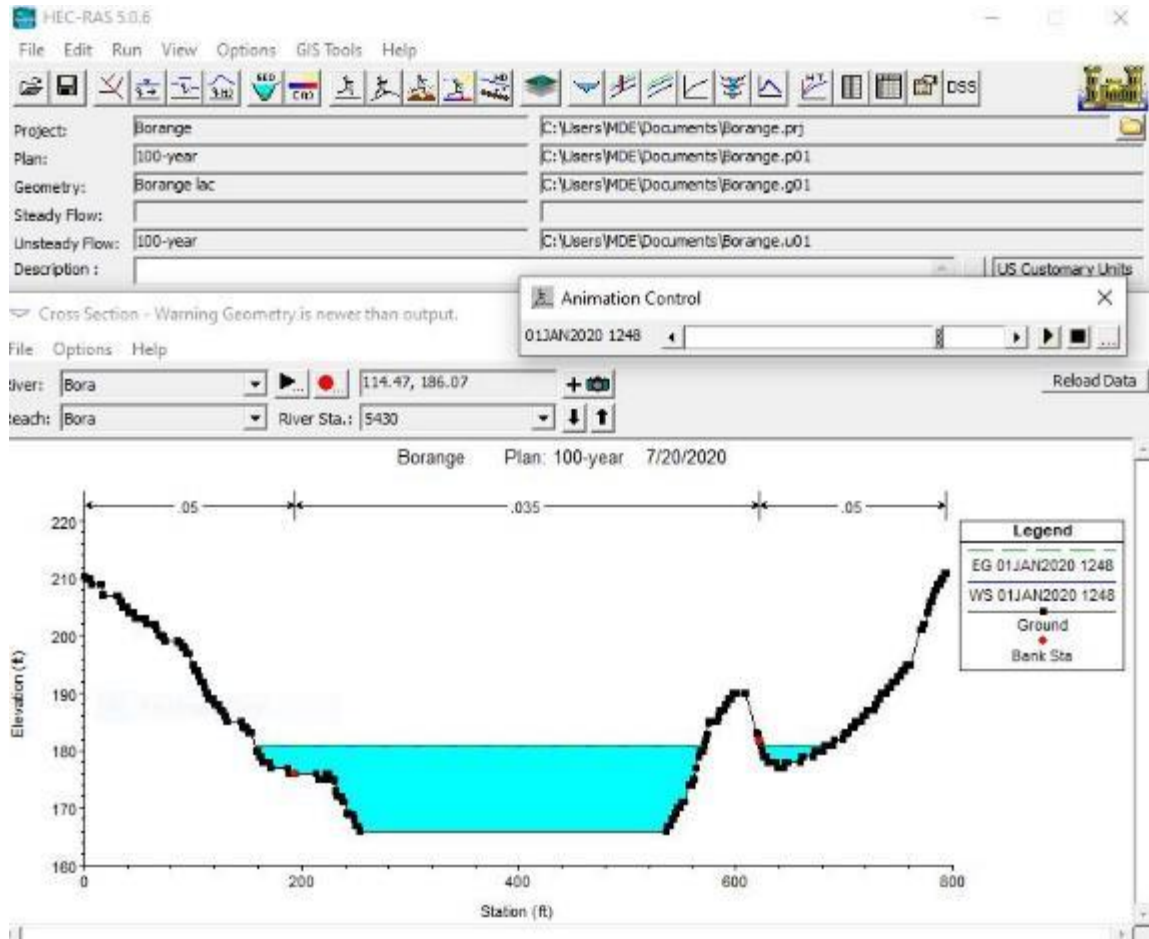 HEC-RAS 5.0.6
File Edit Run View Options GIS Tools Help
DSS
Project: Borange C:\Users\MDE\Documents\Borange.prj
Plan: 100-year C:\Users\MDE\Documents\Borange.p01
Geometry: Borange lac C:\Users\MDE\Documents\Borange.g01
Steady Flow:
Unsteady Flow: 100-year C:\Users\MDE\Documents\Borange.u01
Description : US Customary Units
Animation Control
01JAN2020 1248
Cross Section - Warning Geometry is newer than output.
File Options Help
River: Bora 114.47, 186.07 Reload Data
Reach: Bora River Sta.: 5430
Borange Plan: 100-year 7/20/2020
.05 .035 .05
220
210
200
190
180
170
160
0 200 400 600 800
Elevation (ft)
Station (ft)
Legend
EG 01JAN2020 1248
WS 01JAN2020 1248
Ground
Bank Sta